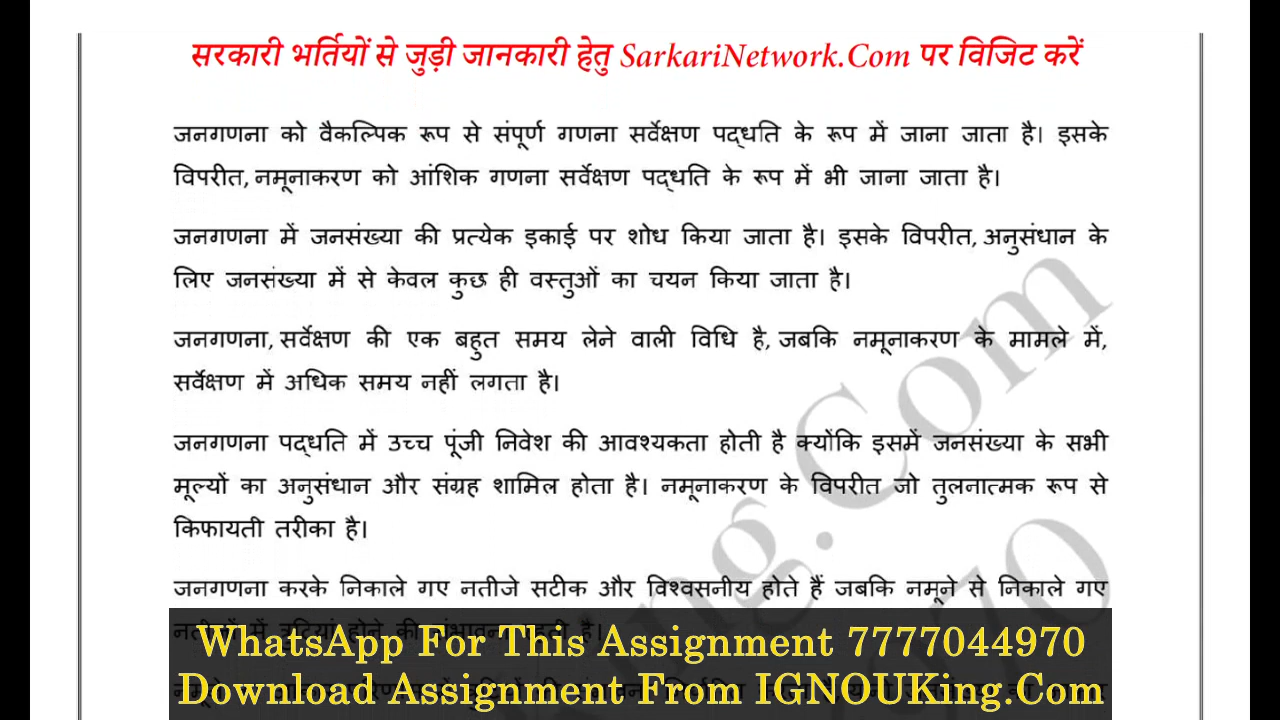 सरकारी भर्तियों से जुड़ी जानकारी हेतु SarkariNetwork.Com पर विजिट करें
जनगणना को वैकल्पिक रूप से संपूर्ण गणना सर्वेक्षण पद्धति के रूप में जाना जाता है। इसके
विपरीत, नमूनाकरण को आंशिक गणना सर्वेक्षण पद्धति के रूप में भी जाना जाता है।
जनगणना में जनसंख्या की प्रत्येक इकाई पर शोध किया जाता है। इसके विपरीत, अनुसंधान के
लिए जनसंख्या में से केवल कुछ ही वस्तुओं का चयन किया जाता है।
जनगणना, सर्वेक्षण की एक बहुत समय लेने वाली विधि है, जबकि नमूनाकरण के मामले में,
सर्वेक्षण में अधिक समय नहीं लगता है।
जनगणना पद्धति में उच्च पूंजी निवेश की आवश्यकता होती है क्योंकि इसमें जनसंख्या के सभी
मूल्यों का अनुसंधान और संग्रह शामिल होता है। नमूनाकरण के विपरीत जो तुलनात्मक रूप से
किफायती तरीका है।
जनगणना करके निकाले गए नतीजे सटीक और विश्वसनीय होते हैं जबकि नमूने से निकाले गए
WhatsApp For This Assignment 7777044970
Download Assignment From IGNOUKing.Com
ng.Com
970